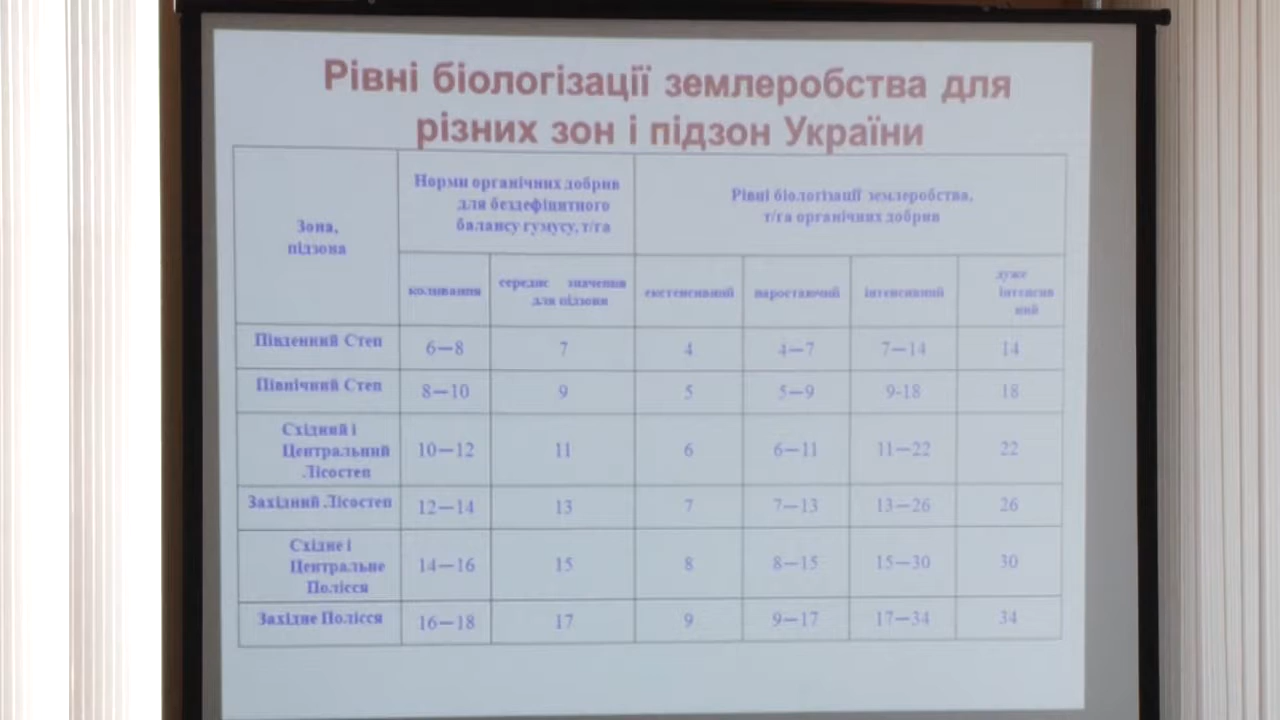 Рівні біологізації землеробства для
різних зон і підзон України
Зона,
підзона
Норми органічних добрив
для бездефіцитного
балансу гумусу, т/га
Рівні біологізації землеробства,
т/га органічних добрив
коливання
середнє значення
для підзони
екстенсивний
наростаючий
інтенсивний
дуже
інтенсив
ний
Південний Степ 6—8 7 4 4—7 7—14 14
Північний Степ 8—10 9 5 5—9 9-18 18
Східний і
Центральний
Лісостеп
10—12 11 6 6—11 11—22 22
Західний Лісостеп 12—14 13 7 7—13 13—26 26
Східне і
Центральне
Полісся
14—16 15 8 8—15 15—30 30
Західне Полісся 16—18 17 9 9—17 17—34 34